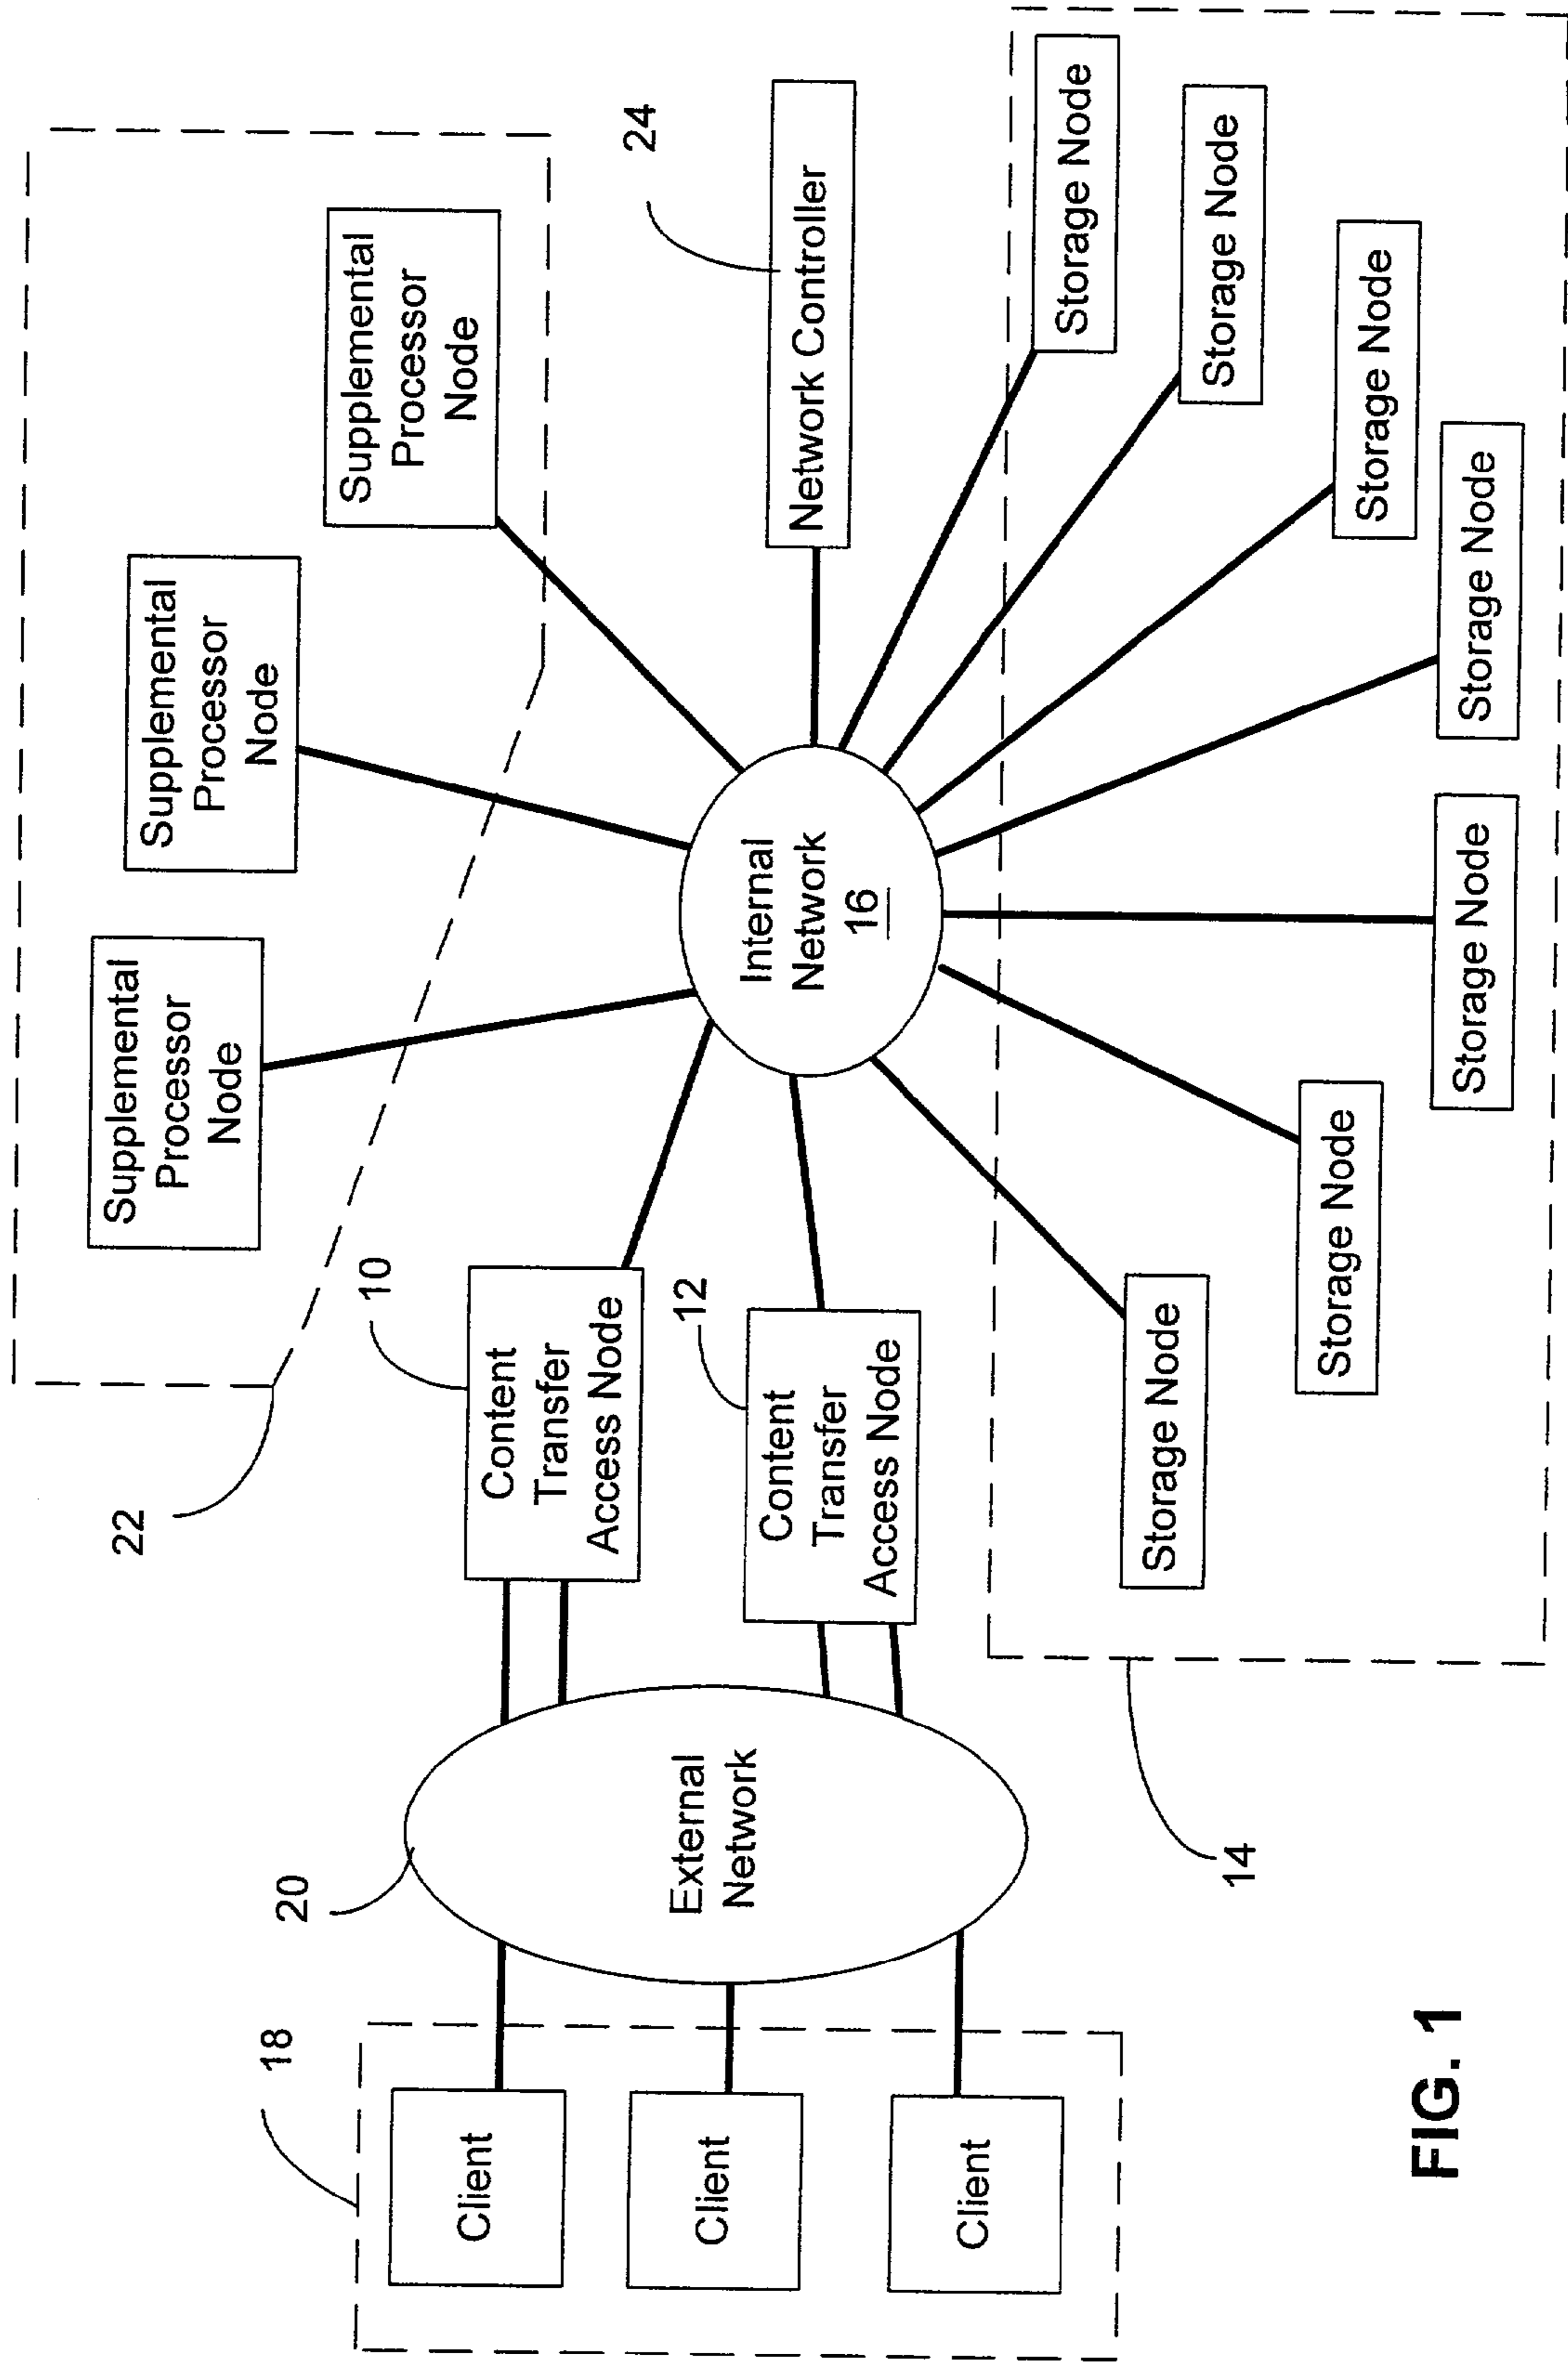 22
Supplemental
Processor
Node
Supplemental
Processor
Node
Supplemental
Processor
Node
18
20
10
24
Client
Client
Client
External
Network
Content
Transfer
Access Node
12
Content
Transfer
Access Node
Internal
Network
16
Network Controller
14
Storage Node
Storage Node
Storage Node
Storage Node
Storage Node
Storage Node
Storage Node
FIG. 1